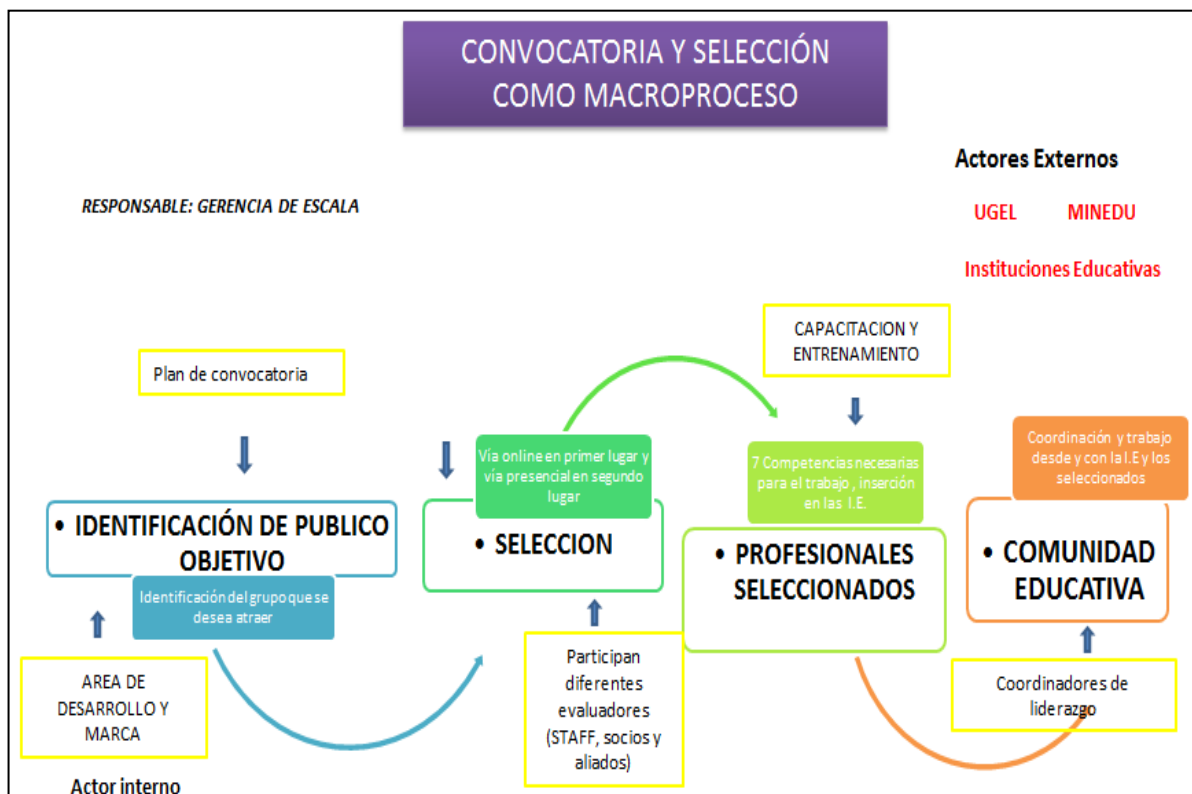 CONVOCATORIA Y SELECCIÓN
COMO MACROPROCESO
Actores Externos
RESPONSABLE: GERENCIA DE ESCALA
UGEL MINEDU
Instituciones Educativas
CAPACITACION Y
ENTRENAMIENTO
Plan de convocatoria
• IDENTIFICACIÓN DE PUBLICO
OBJETIVO
Identificación del grupo que se
desea atraer
AREA DE
DESARROLLO Y
MARCA
Actor interno
Vía online en primer lugar y
vía presencial en segundo
lugar
• SELECCION
Participan
diferentes
evaluadores
(STAFF, socios y
aliados)
7 Competencias necesarias
para el trabajo , inserción
en las I.E.
• PROFESIONALES
SELECCIONADOS
Coordinación y trabajo
desde y con la I.E y los
seleccionados
• COMUNIDAD
EDUCATIVA
Coordinadores de
liderazgo